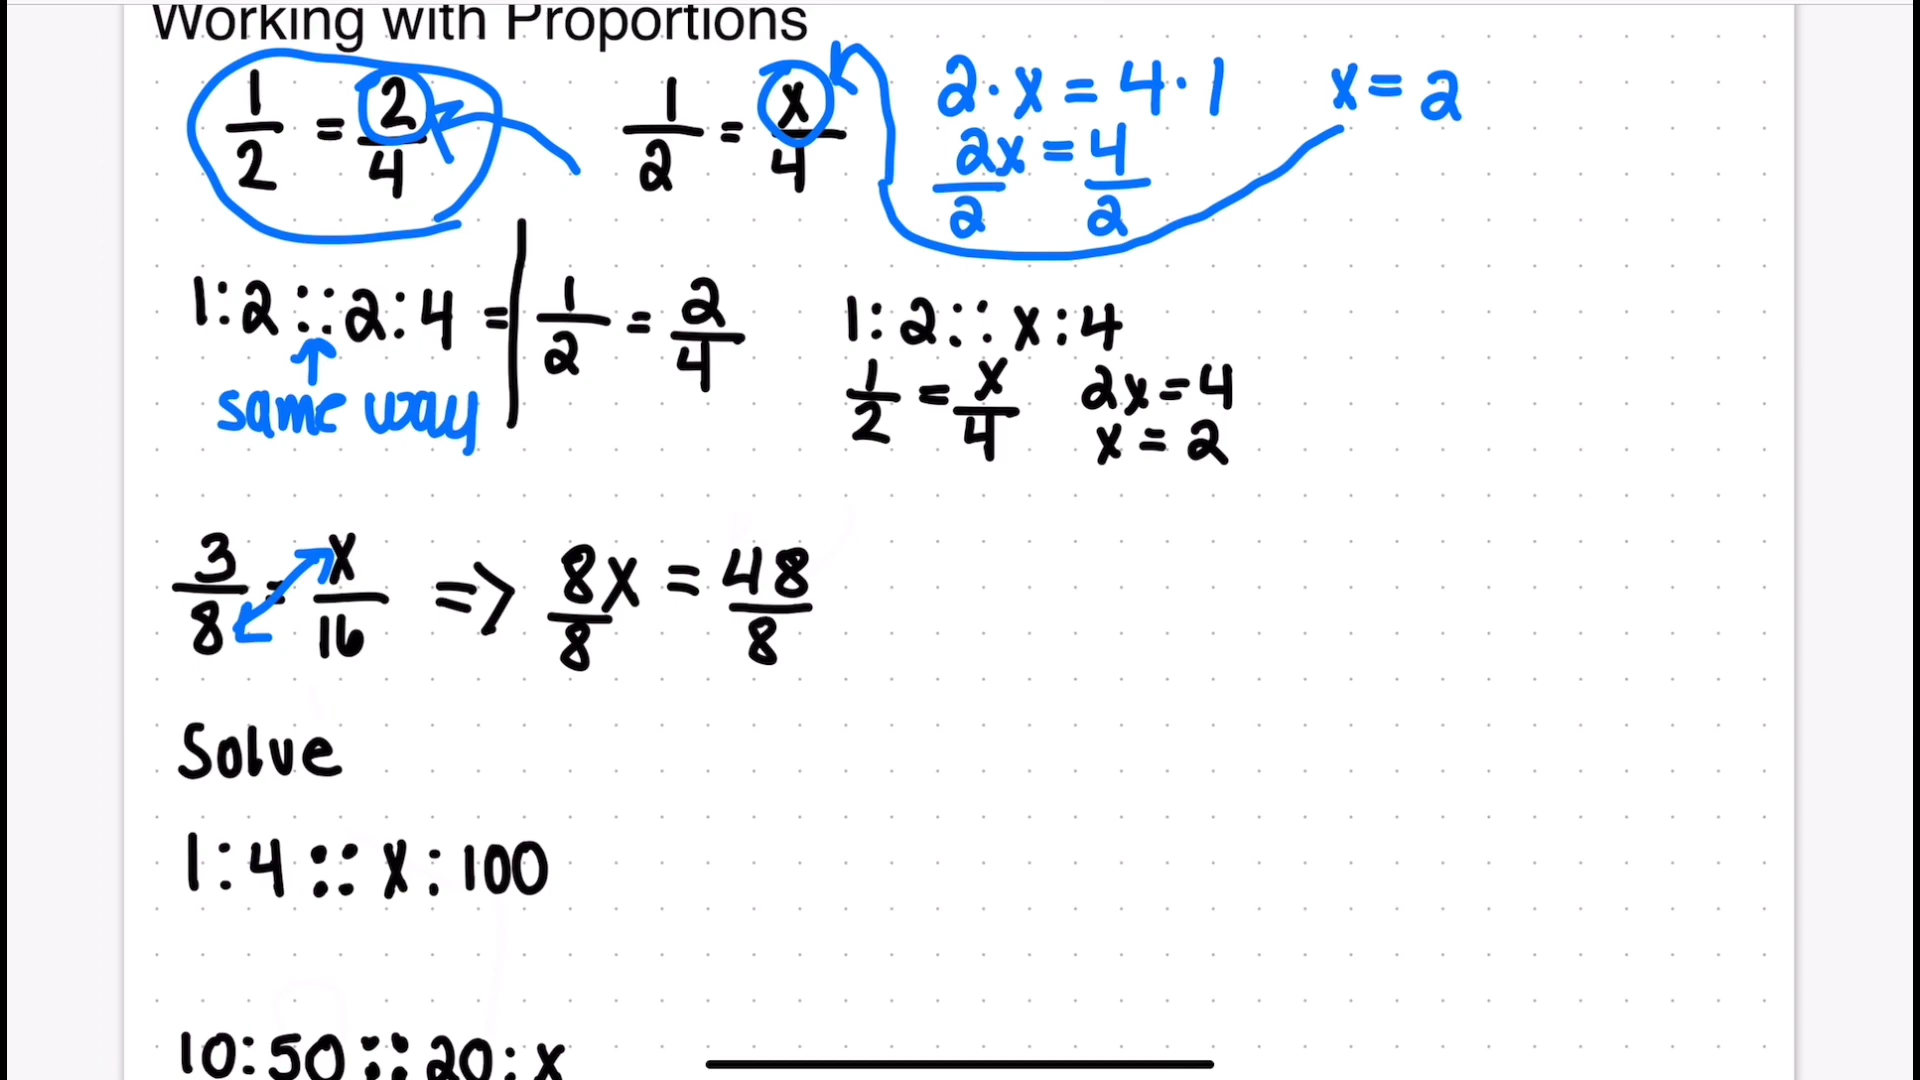 Working with Proportions
1/2 = 2/4
1/2 = x/4
2·x = 4·1
2x/2 = 4/2
x = 2
1:2::2:4 = 1/2 = 2/4
same way
1:2::x:4
1/2 = x/4
2x = 4
x = 2
3/8 = x/16 => 8x/8 = 48/8
Solve
1:4::x:100
10:50::20:x